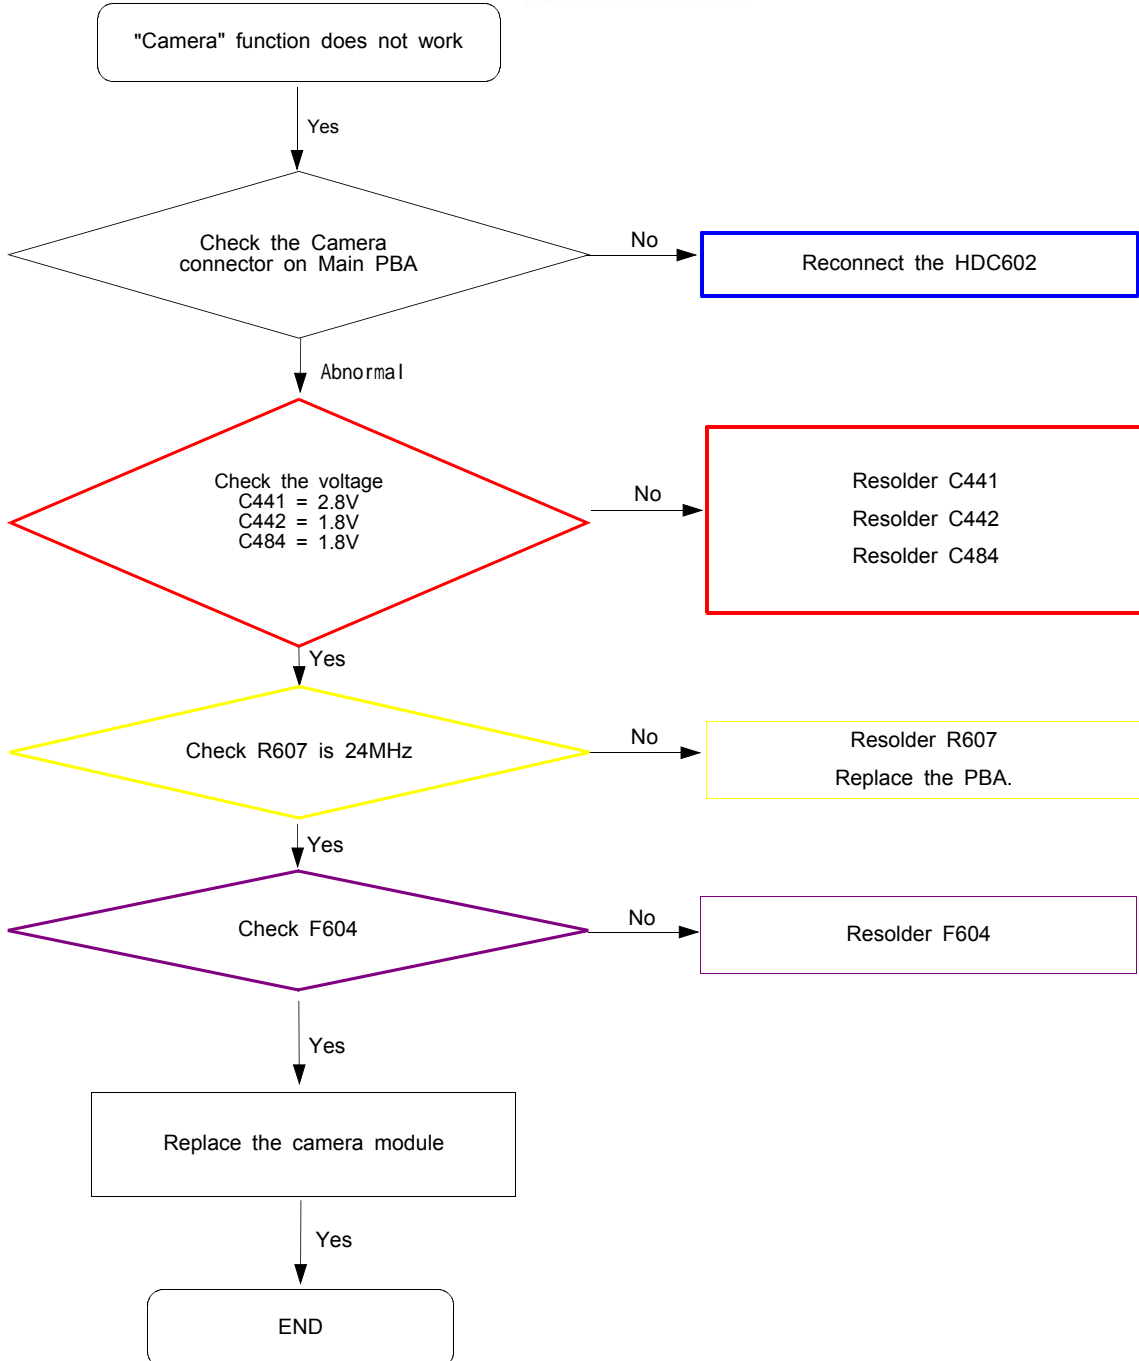 "Camera" function does not work
Yes
Check the Camera
connector on Main PBA
No
Reconnect the HDC602
Abnormal
Check the voltage
C441 = 2.8V
C442 = 1.8V
C484 = 1.8V
No
Resolder C441
Resolder C442
Resolder C484
Yes
Check R607 is 24MHz
No
Resolder R607
Replace the PBA.
Yes
Check F604
No
Resolder F604
Yes
Replace the camera module
Yes
END